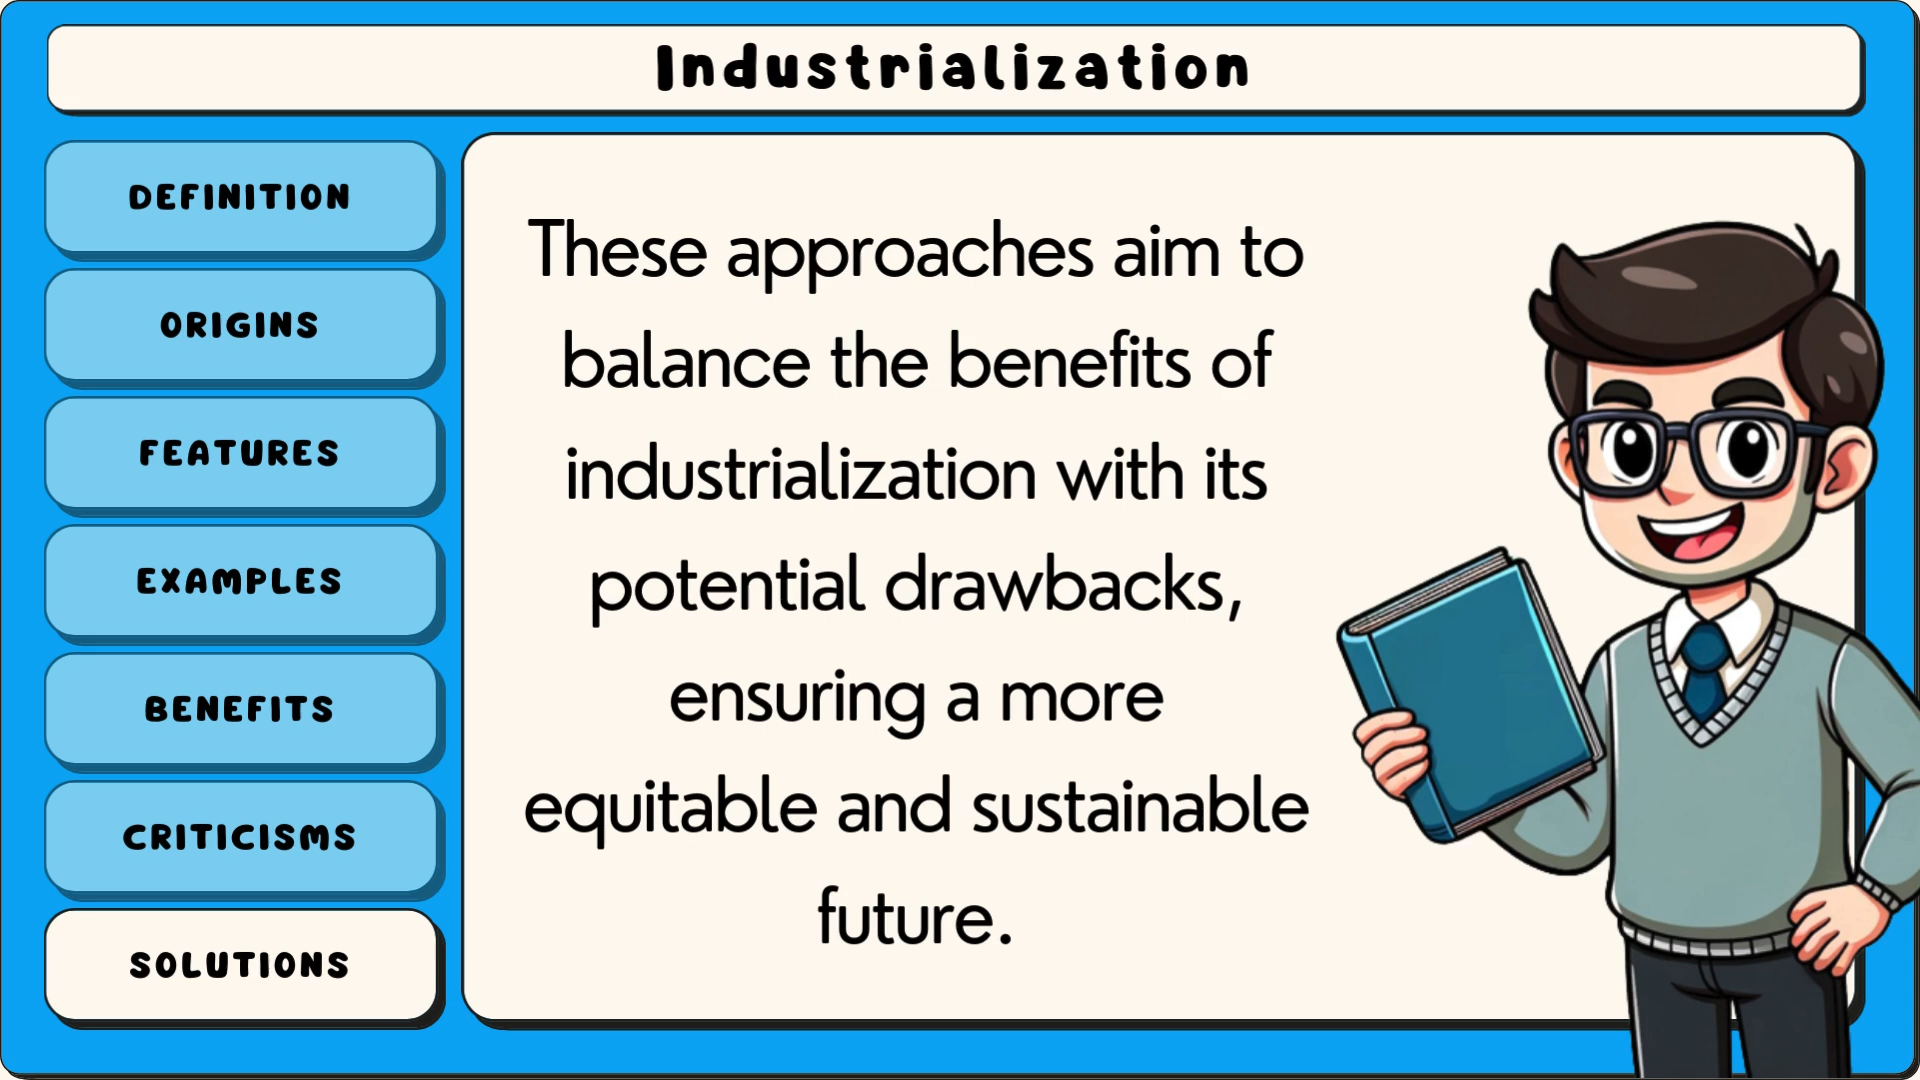 Industrialization
DEFINITION
ORIGINS
FEATURES
EXAMPLES
BENEFITS
CRITICISMS
SOLUTIONS
These approaches aim to
balance the benefits of
industrialization with its
potential drawbacks,
ensuring a more
equitable and sustainable
future.